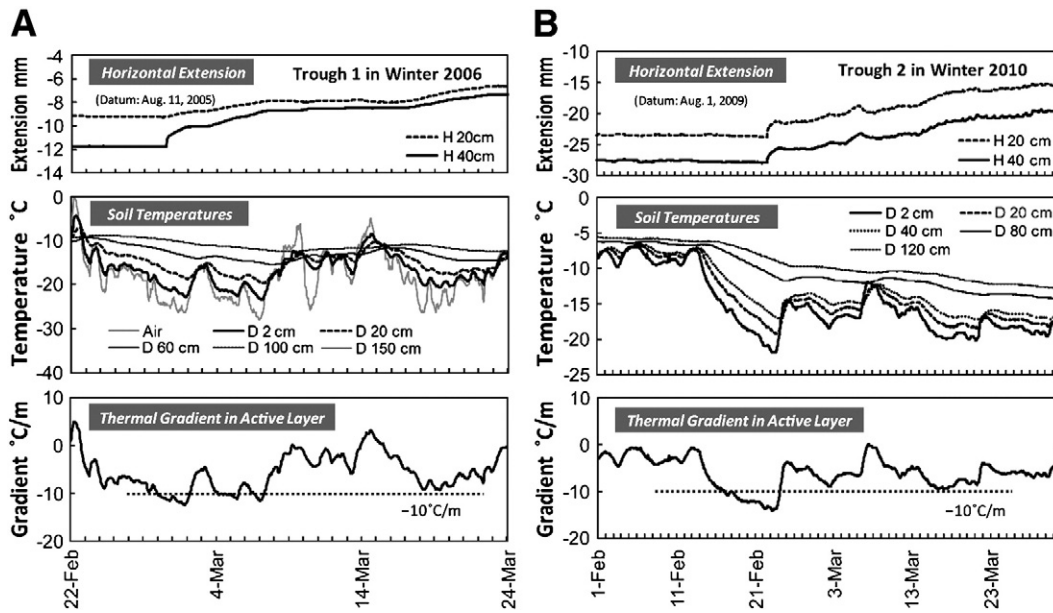 A
Horizontal Extension
Trough 1 in Winter 2006
(Datum: Aug. 11, 2005)
Extension mm
-4
-6
-8
-10
-12
-14
H 20cm
H 40cm
Soil Temperatures
Temperature ˚C
0
-10
-20
-30
-40
Air
D 2 cm
D 20 cm
D 60 cm
D 100 cm
D 150 cm
Thermal Gradient in Active Layer
Gradient ˚C/m
10
0
-10
-20
−10˚C/m
22-Feb
4-Mar
14-Mar
24-Mar
B
Horizontal Extension
Trough 2 in Winter 2010
(Datum: Aug. 1, 2009)
Extension mm
-10
-15
-20
-25
-30
H 20 cm
H 40 cm
Soil Temperatures
Temperature ˚C
0
-5
-10
-15
-20
-25
D 2 cm
D 20 cm
D 40 cm
D 80 cm
D 120 cm
Thermal Gradient in Active Layer
Gradient ˚C/m
10
0
-10
-20
−10˚C/m
1-Feb
11-Feb
21-Feb
3-Mar
13-Mar
23-Mar